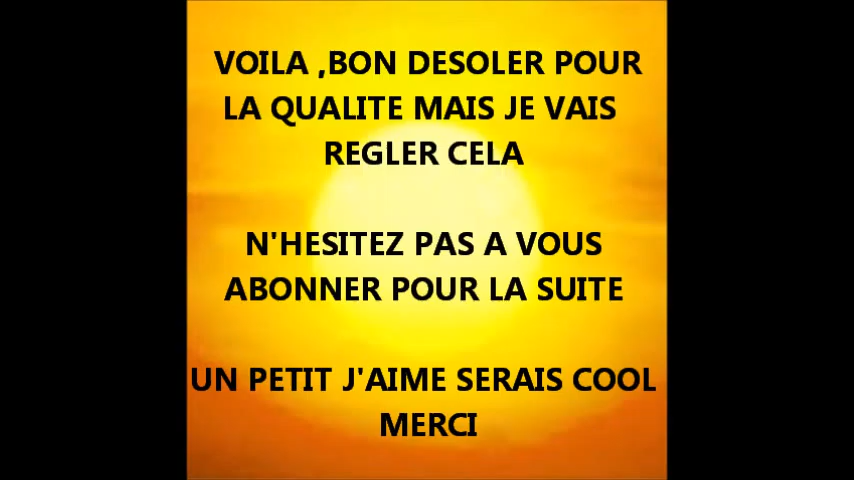 VOILA ,BON DESOLER POUR
LA QUALITE MAIS JE VAIS
REGLER CELA
N'HESITEZ PAS A VOUS
ABONNER POUR LA SUITE
UN PETIT J'AIME SERAIS COOL
MERCI